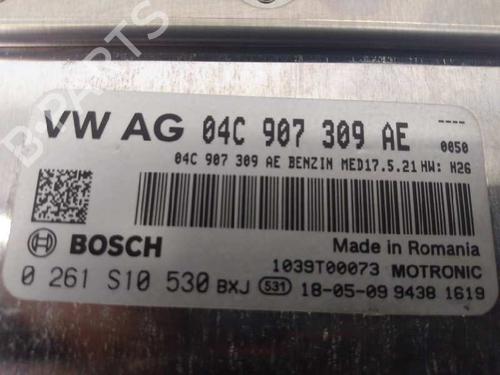 B-PARTS
VW AG 04C 907 309 AE ----
0050
04C 907 309 AE BENZIN MED17.5.21 HW: H26
BOSCH
Made in Romania
1039T00073 MOTRONIC
0 261 S10 530 BXJ 531 18-05-09 9438 1619